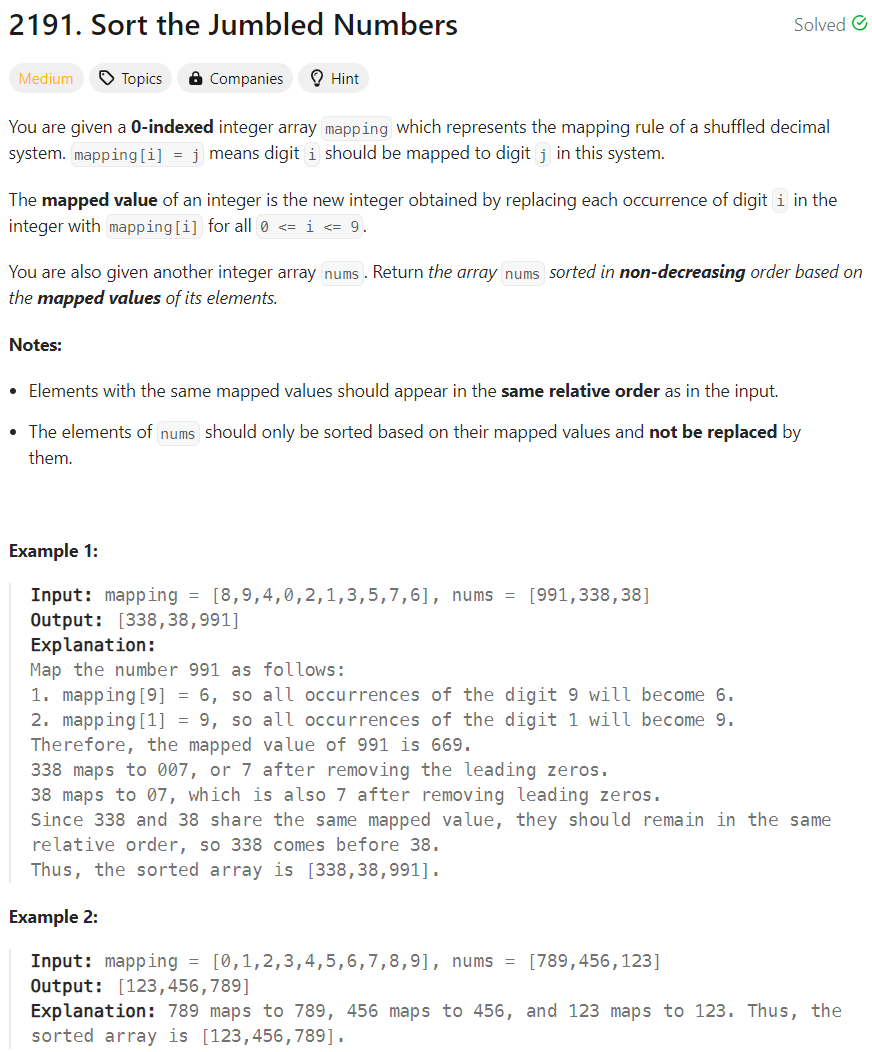 2191. Sort the Jumbled Numbers
Solved
Medium Topics Companies Hint
You are given a 0-indexed integer array mapping which represents the mapping rule of a shuffled decimal
system. mapping[i] = j means digit i should be mapped to digit j in this system.
The mapped value of an integer is the new integer obtained by replacing each occurrence of digit i in the
integer with mapping[i] for all 0 <= i <= 9.
You are also given another integer array nums. Return the array nums sorted in non-decreasing order based on
the mapped values of its elements.
Notes:
• Elements with the same mapped values should appear in the same relative order as in the input.
• The elements of nums should only be sorted based on their mapped values and not be replaced by
them.
Example 1:
Input: mapping = [8,9,4,0,2,1,3,5,7,6], nums = [991,338,38]
Output: [338,38,991]
Explanation:
Map the number 991 as follows:
1. mapping[9] = 6, so all occurrences of the digit 9 will become 6.
2. mapping[1] = 9, so all occurrences of the digit 1 will become 9.
Therefore, the mapped value of 991 is 669.
338 maps to 007, or 7 after removing the leading zeros.
38 maps to 07, which is also 7 after removing leading zeros.
Since 338 and 38 share the same mapped value, they should remain in the same
relative order, so 338 comes before 38.
Thus, the sorted array is [338,38,991].
Example 2:
Input: mapping = [0,1,2,3,4,5,6,7,8,9], nums = [789,456,123]
Output: [123,456,789]
Explanation: 789 maps to 789, 456 maps to 456, and 123 maps to 123. Thus, the
sorted array is [123,456,789].